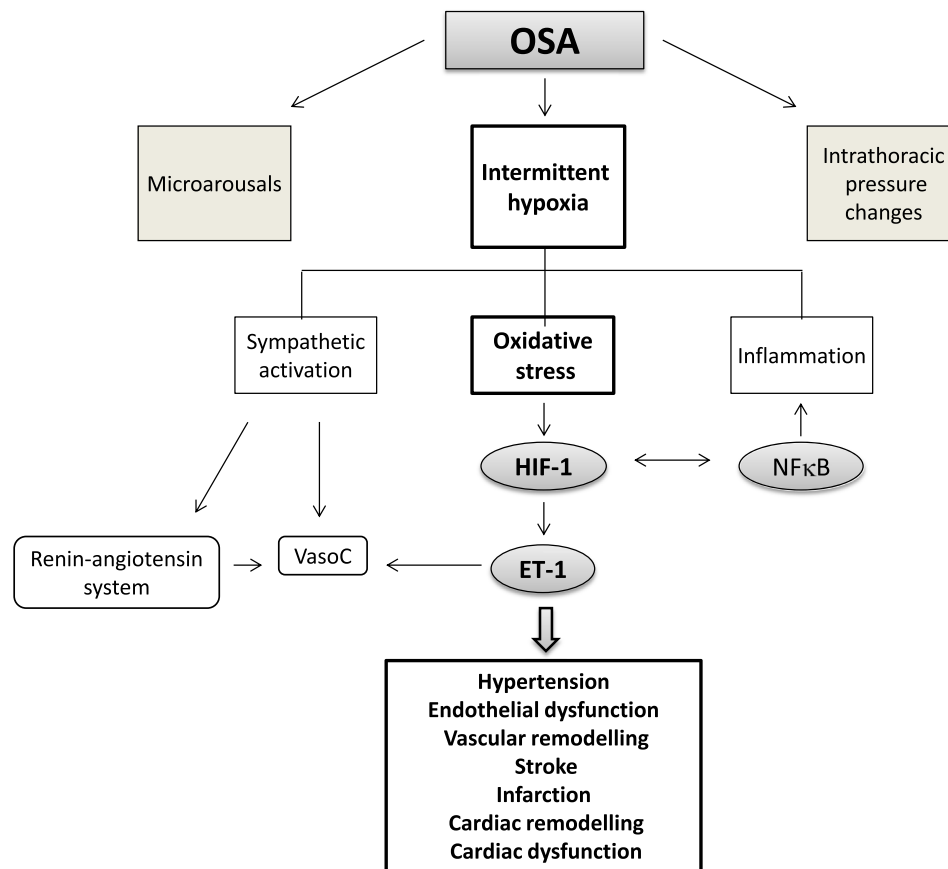 OSA
Microarousals
Intermittent
hypoxia
Intrathoracic
pressure
changes
Sympathetic
activation
Oxidative
stress
Inflammation
HIF-1
NFκB
Renin-angiotensin
system
VasoC
ET-1
Hypertension
Endothelial dysfunction
Vascular remodelling
Stroke
Infarction
Cardiac remodelling
Cardiac dysfunction